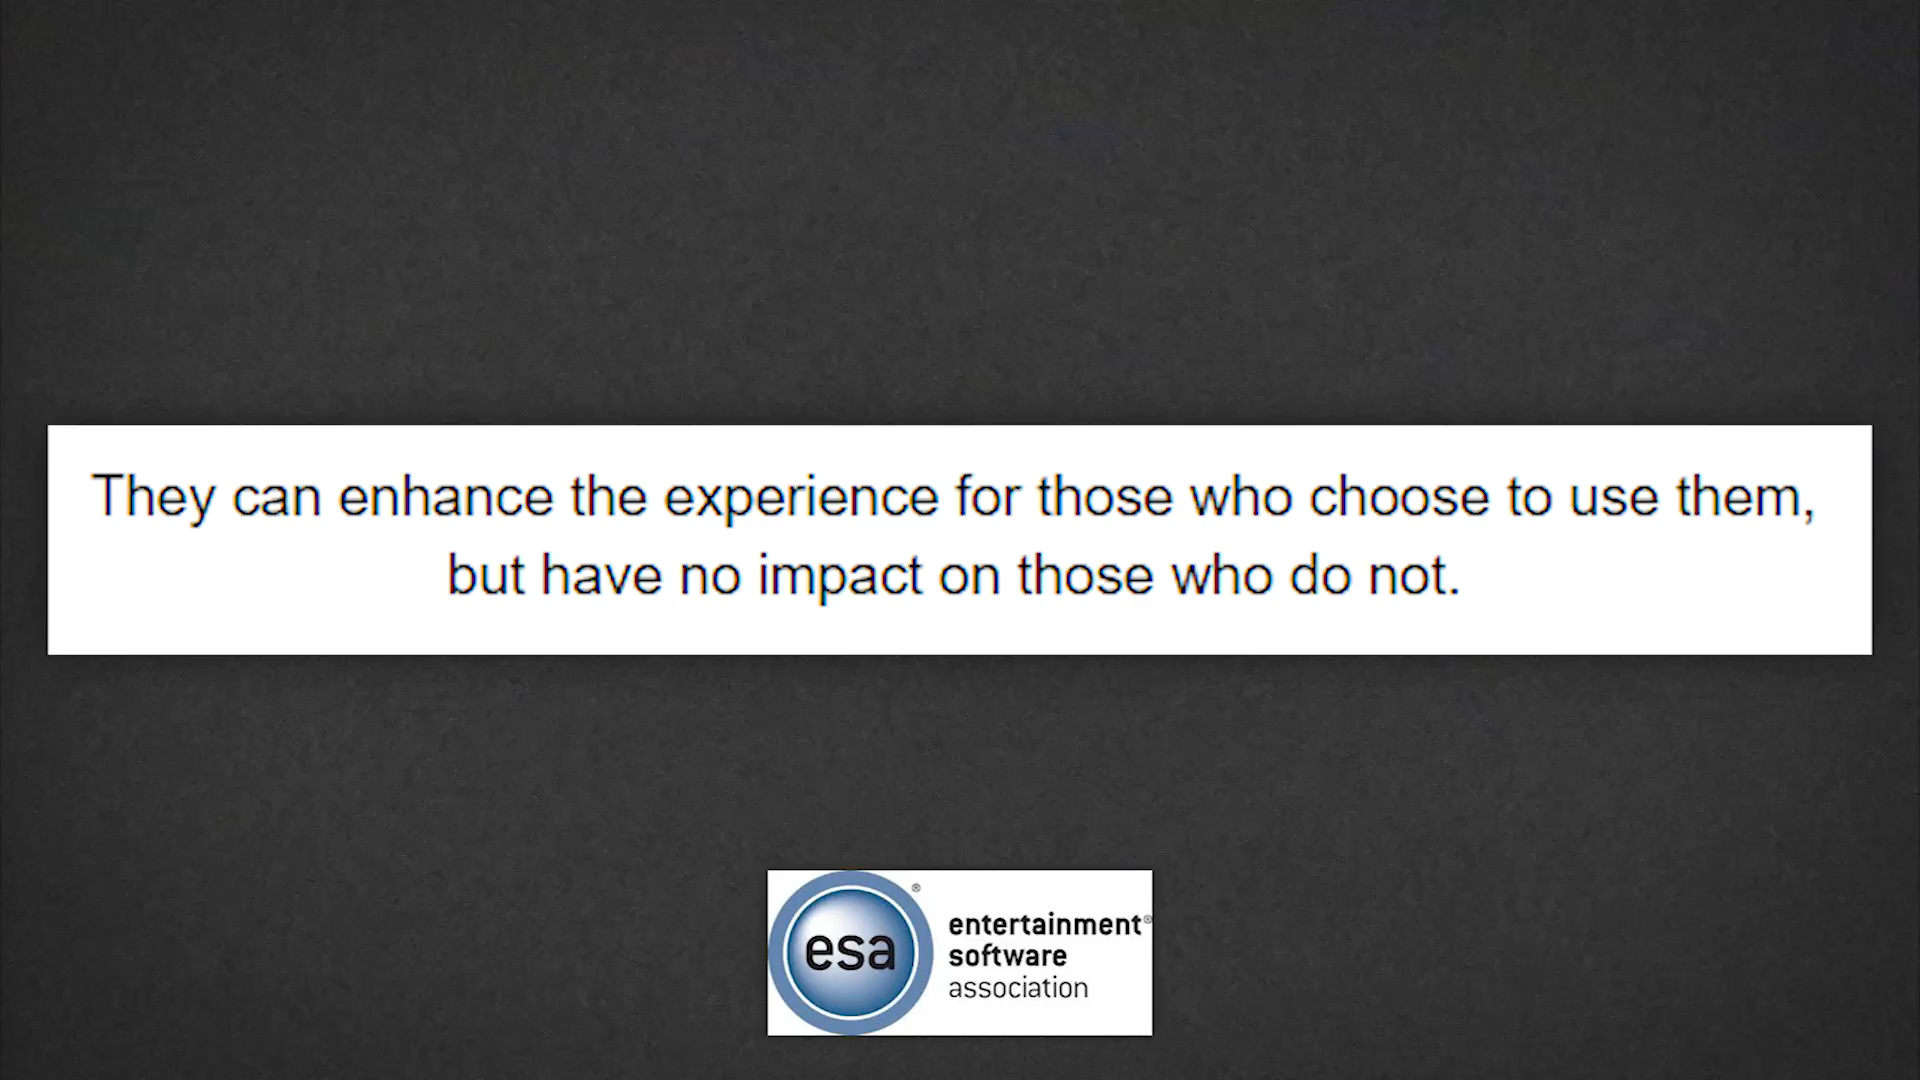 They can enhance the experience for those who choose to use them,
but have no impact on those who do not.
esa®
entertainment®
software
association